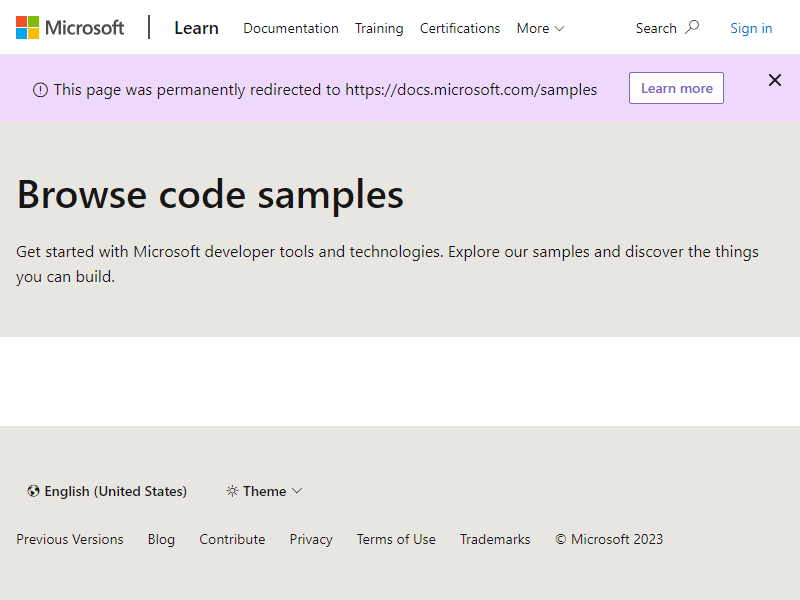 Microsoft | Learn Documentation Training Certifications More Search Sign in
This page was permanently redirected to https://docs.microsoft.com/samples Learn more
Browse code samples
Get started with Microsoft developer tools and technologies. Explore our samples and discover the things
you can build.
English (United States) Theme
Previous Versions Blog Contribute Privacy Terms of Use Trademarks © Microsoft 2023